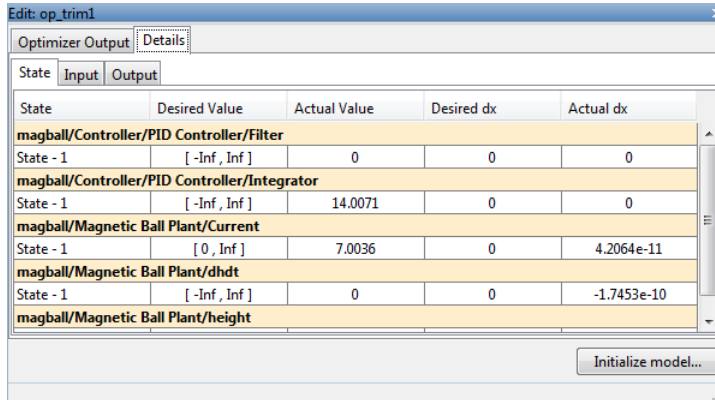 Edit: op_trim1
Optimizer Output Details
State Input Output
State Desired Value Actual Value Desired dx Actual dx
magball/Controller/PID Controller/Filter
State - 1 [ -Inf , Inf ] 0 0 0
magball/Controller/PID Controller/Integrator
State - 1 [ -Inf , Inf ] 14.0071 0 0
magball/Magnetic Ball Plant/Current
State - 1 [ 0 , Inf ] 7.0036 0 4.2064e-11
magball/Magnetic Ball Plant/dhdt
State - 1 [ -Inf , Inf ] 0 0 -1.7453e-10
magball/Magnetic Ball Plant/height
Initialize model...